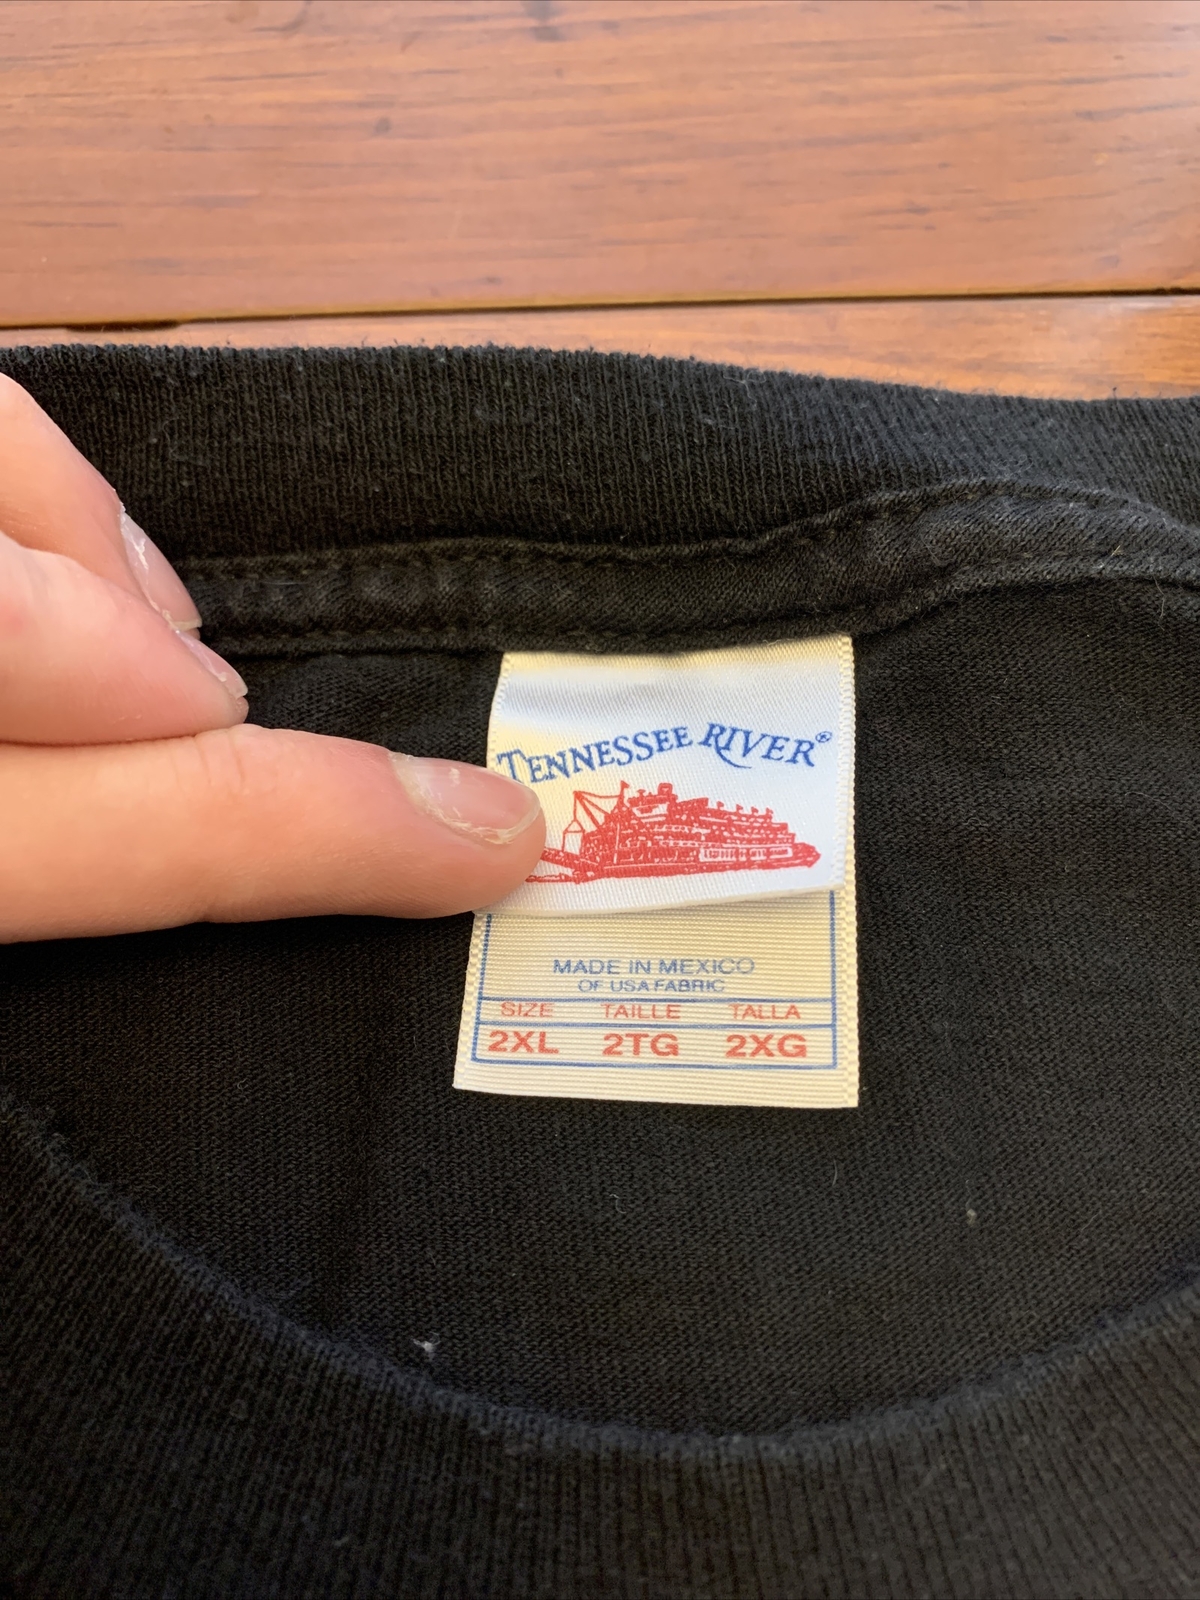 TENNESSEE RIVER®
MADE IN MEXICO
OF USA FABRIC
SIZE TAILLE TALLA
2XL 2TG 2XG